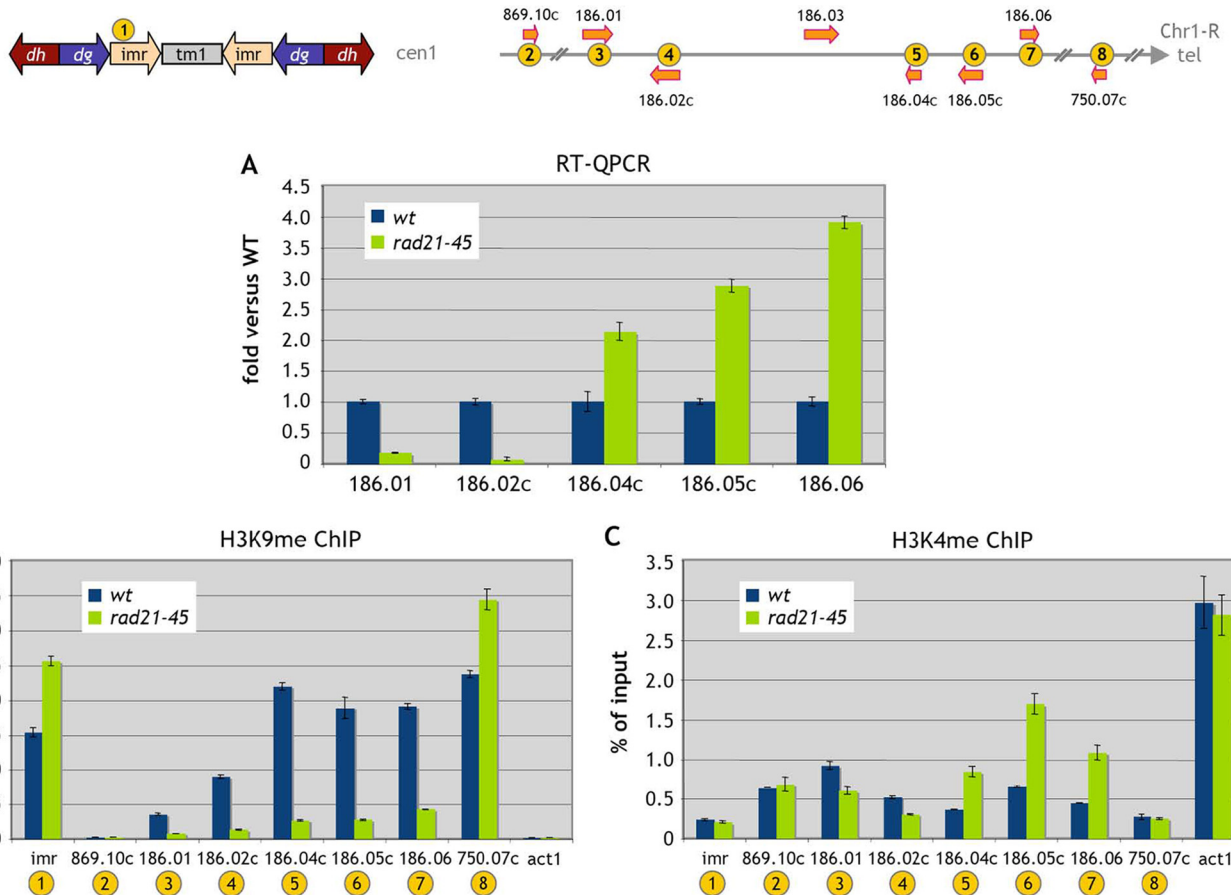 869.10c 186.01 186.03 186.06
1
Chr1-R
dh dg imr tm1 imr dg dh cen1 2 3 4 5 6 7 8 tel
186.02c 186.04c 186.05c 750.07c
A RT-QPCR
fold versus WT
4.5
4.0
3.5
3.0
2.5
2.0
1.5
1.0
0.5
0
wt
rad21-45
186.01 186.02c 186.04c 186.05c 186.06
H3K9me ChIP
wt
rad21-45
imr 869.10c 186.01 186.02c 186.04c 186.05c 186.06 750.07c act1
1 2 3 4 5 6 7 8
C H3K4me ChIP
% of input
3.5
3.0
2.5
2.0
1.5
1.0
0.5
0
wt
rad21-45
imr 869.10c 186.01 186.02c 186.04c 186.05c 186.06 750.07c act1
1 2 3 4 5 6 7 8